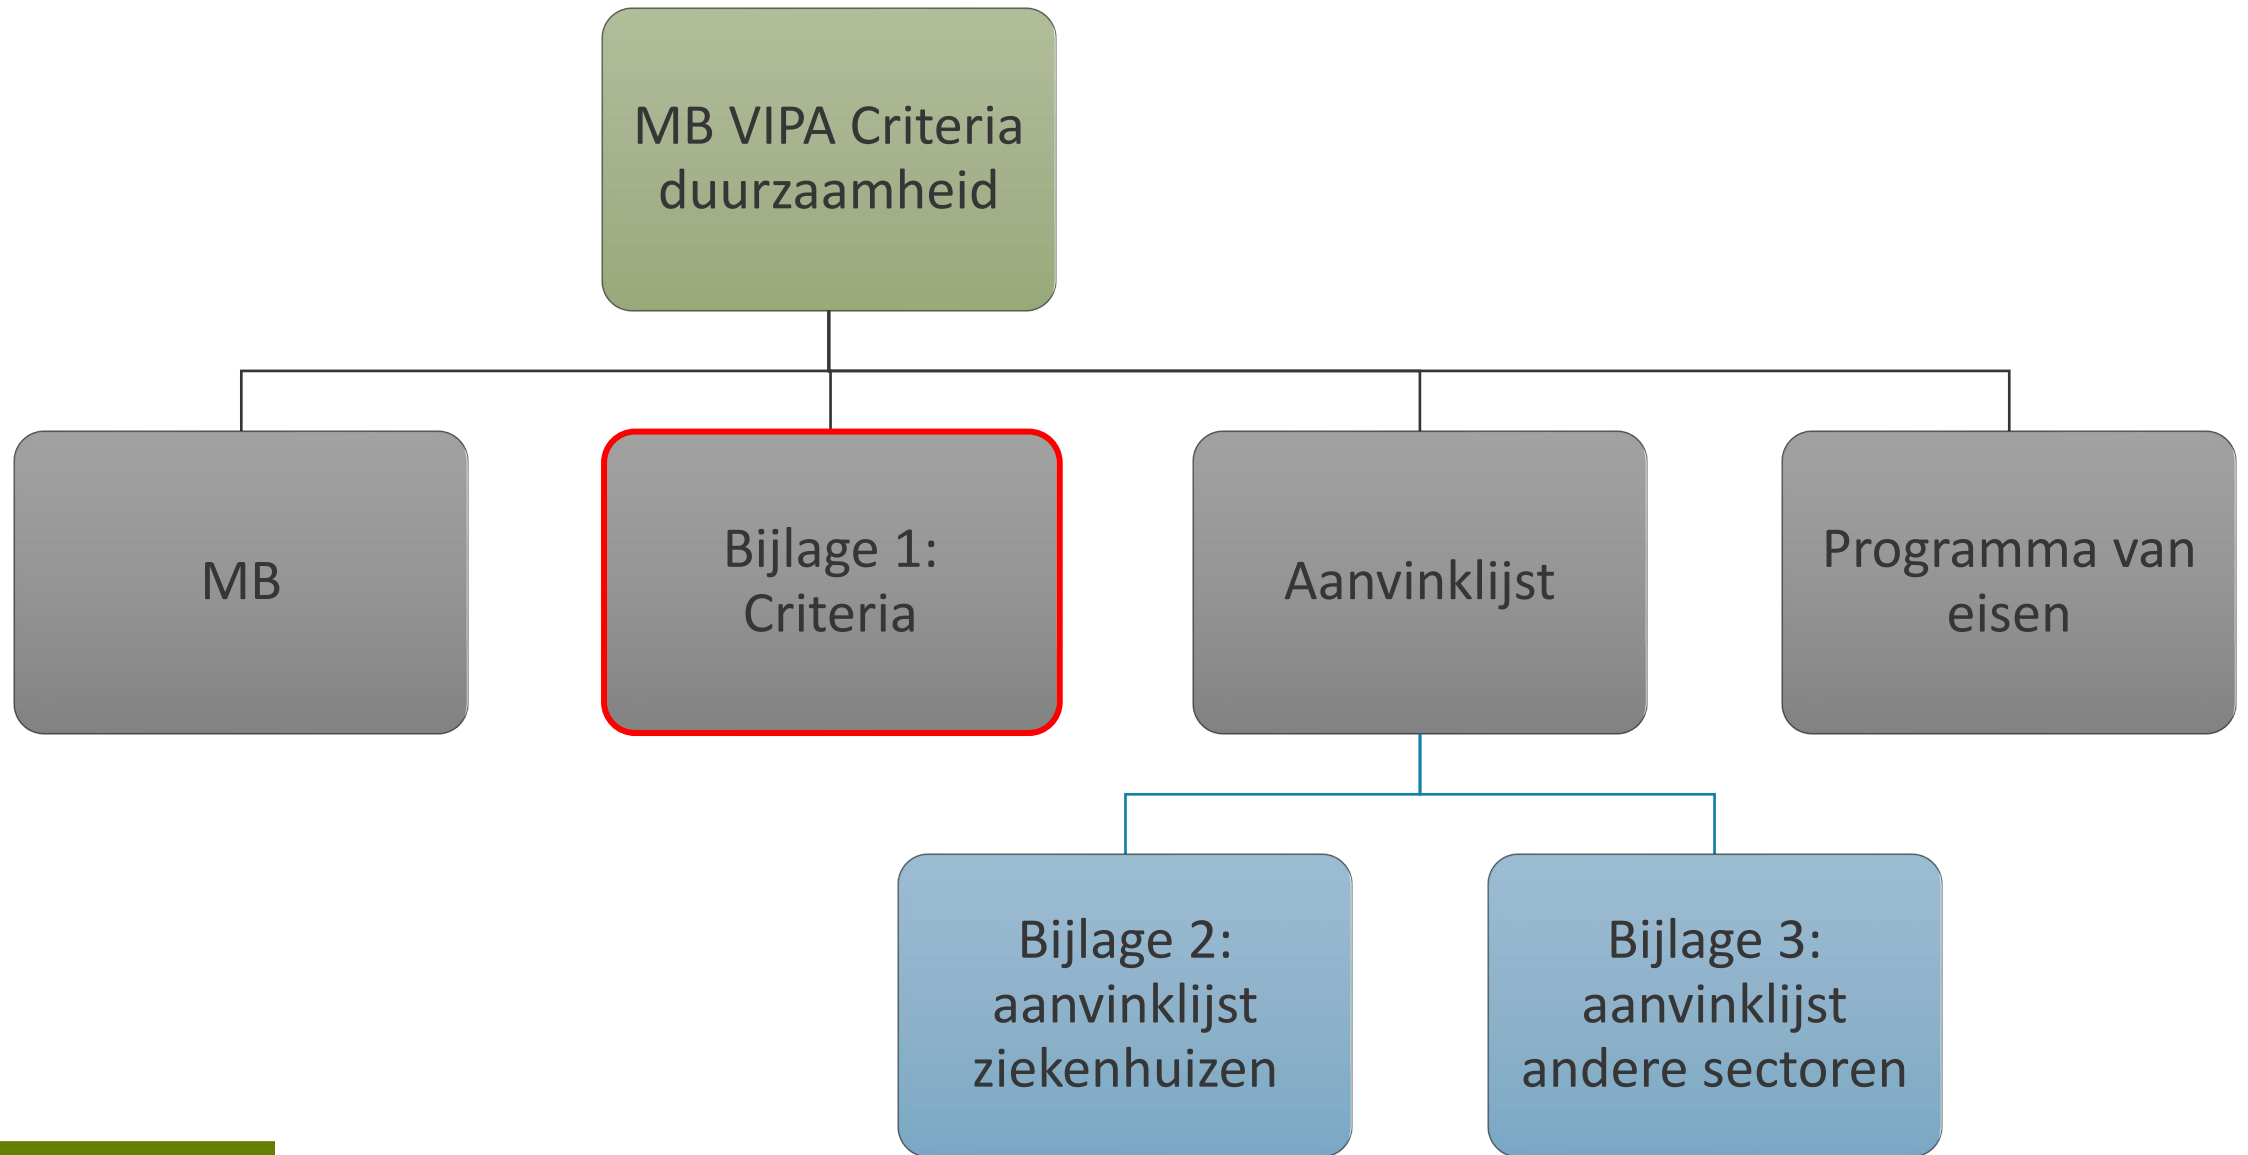 MB VIPA Criteria
duurzaamheid
MB
Bijlage 1:
Criteria
Aanvinklijst
Programma van
eisen
Bijlage 2:
aanvinklijst
ziekenhuizen
Bijlage 3:
aanvinklijst
andere sectoren